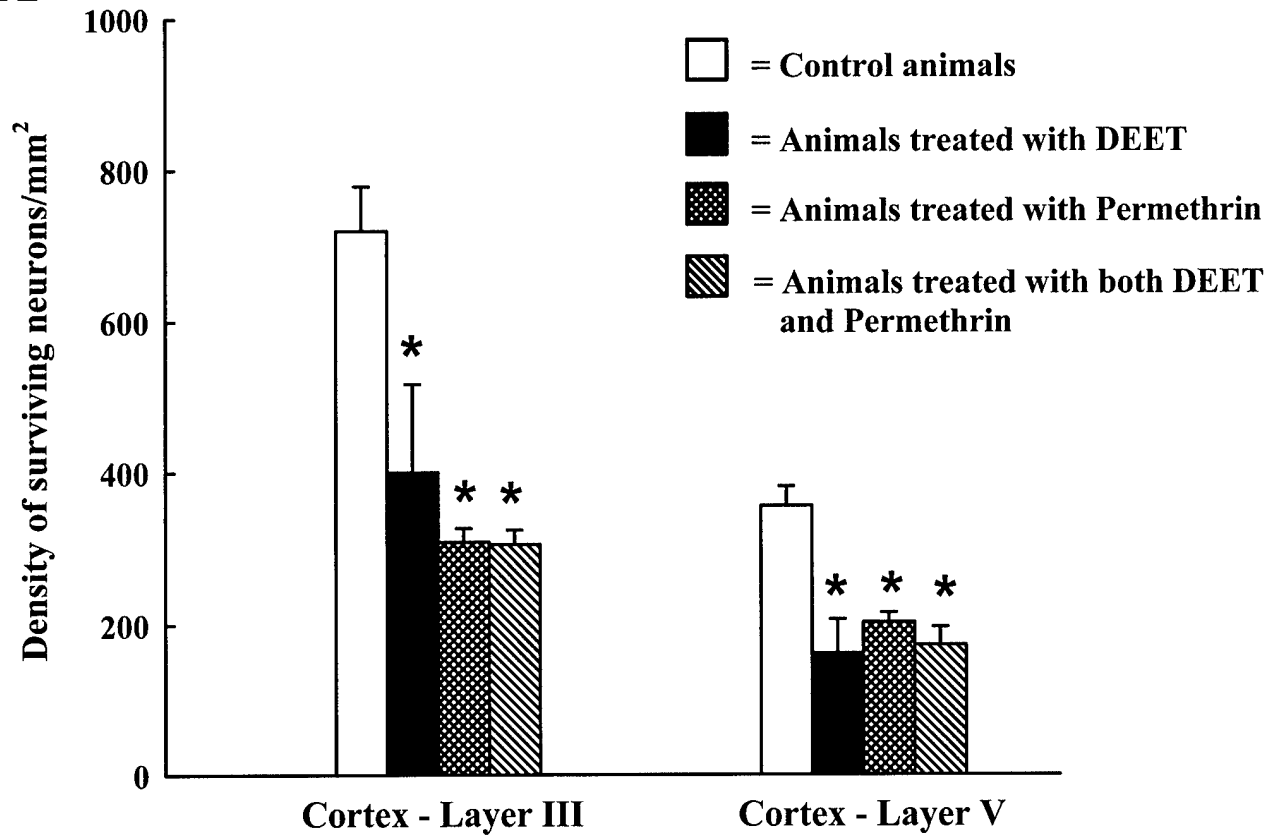 1000
800
600
400
200
0
Density of surviving neurons/mm²
= Control animals
= Animals treated with DEET
= Animals treated with Permethrin
= Animals treated with both DEET
and Permethrin
*
* *
* * *
Cortex - Layer III
Cortex - Layer V